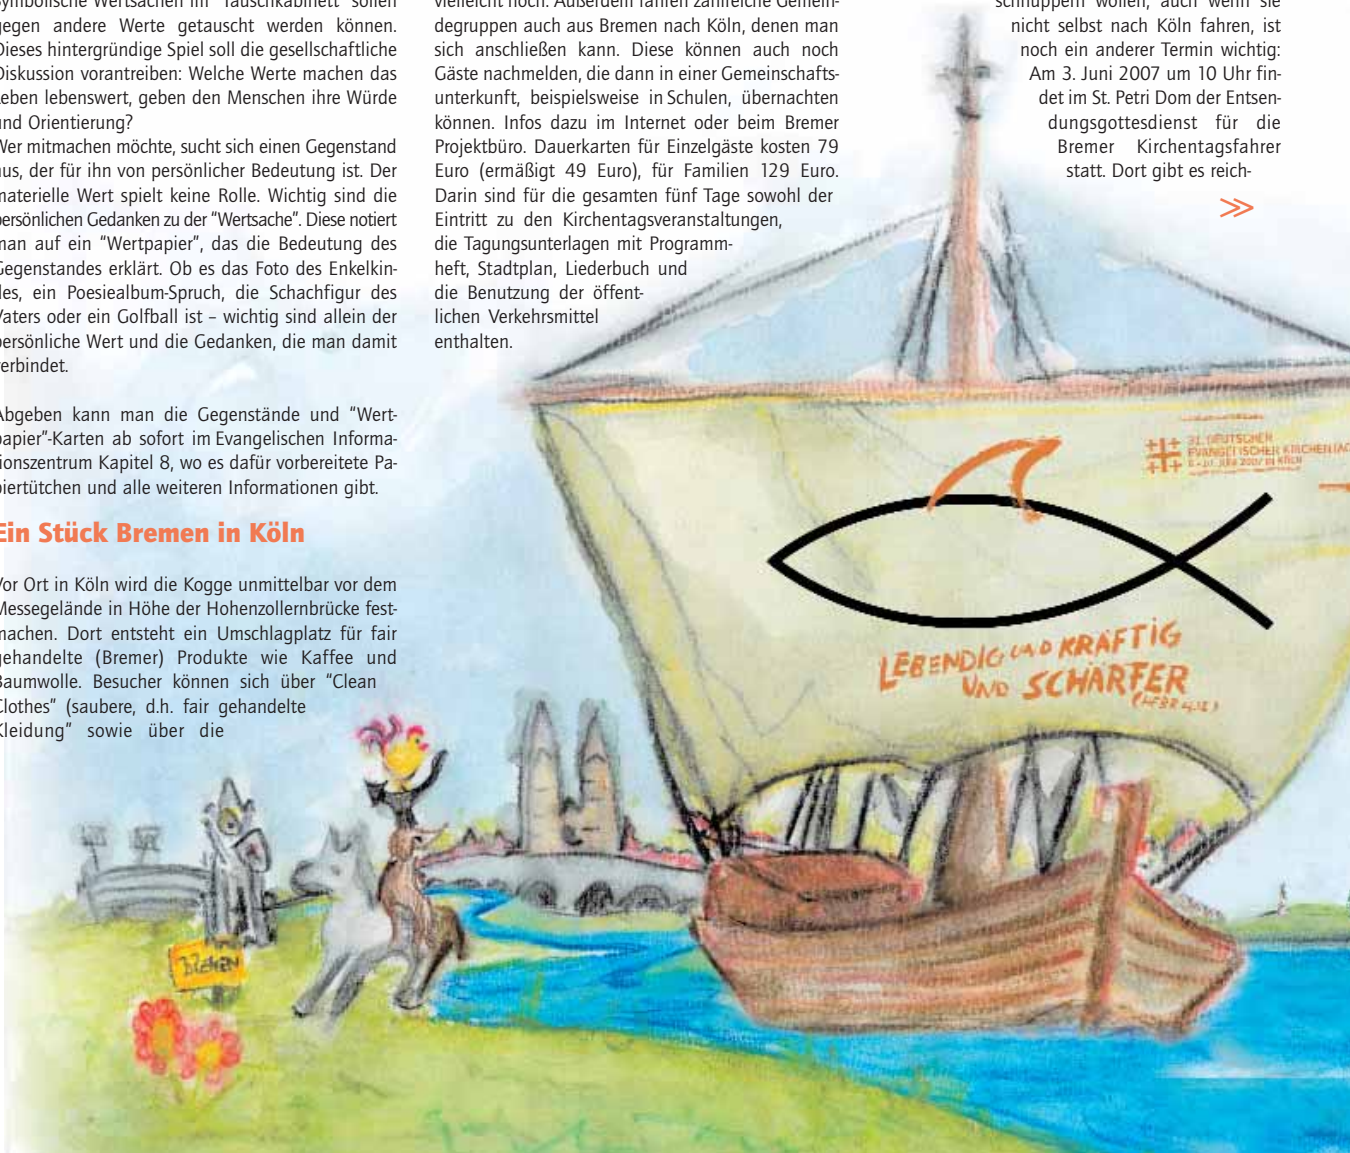 Symbolische Wertsachen im "Tauschkabinett" sollen
gegen andere Werte getauscht werden können.
Dieses hintergründige Spiel soll die gesellschaftliche
Diskussion vorantreiben: Welche Werte machen das
Leben lebenswert, geben den Menschen ihre Würde
und Orientierung?
Wer mitmachen möchte, sucht sich einen Gegenstand
aus, der für ihn von persönlicher Bedeutung ist. Der
materielle Wert spielt keine Rolle. Wichtig sind die
persönlichen Gedanken zu der "Wertsache". Diese notiert
man auf ein "Wertpapier", das die Bedeutung des
Gegenstandes erklärt. Ob es das Foto des Enkelkin-
des, ein Poesiealbum-Spruch, die Schachfigur des
Vaters oder ein Golfball ist – wichtig sind allein der
persönliche Wert und die Gedanken, die man damit
verbindet.
Abgeben kann man die Gegenstände und "Wert-
papier"-Karten ab sofort im Evangelischen Informa-
tionszentrum Kapitel 8, wo es dafür vorbereitete Pa-
piertütchen und alle weiteren Informationen gibt.
Ein Stück Bremen in Köln
Vor Ort in Köln wird die Kogge unmittelbar vor dem
Messegelände in Höhe der Hohenzollernbrücke fest-
machen. Dort entsteht ein Umschlagplatz für fair
gehandelte (Bremer) Produkte wie Kaffee und
Baumwolle. Besucher können sich über "Clean
Clothes" (saubere, d.h. fair gehandelte
Kleidung" sowie über die
vielleicht noch. Außerdem fahren zahlreiche Gemein-
degruppen auch aus Bremen nach Köln, denen man
sich anschließen kann. Diese können auch noch
Gäste nachmelden, die dann in einer Gemeinschafts-
unterkunft, beispielsweise in Schulen, übernachten
können. Infos dazu im Internet oder beim Bremer
Projektbüro. Dauerkarten für Einzelgäste kosten 79
Euro (ermäßigt 49 Euro), für Familien 129 Euro.
Darin sind für die gesamten fünf Tage sowohl der
Eintritt zu den Kirchentagsveranstaltungen,
die Tagungsunterlagen mit Programm-
heft, Stadtplan, Liederbuch und
die Benutzung der öffent-
lichen Verkehrsmittel
enthalten.
schnuppern wollen, auch wenn sie
nicht selbst nach Köln fahren, ist
noch ein anderer Termin wichtig:
Am 3. Juni 2007 um 10 Uhr fin-
det im St. Petri Dom der Entsen-
dungsgottesdienst für die
Bremer Kirchentagsfahrer
statt. Dort gibt es reich-
31. DEUTSCHER
EVANGELISCHER KIRCHENTAG
6.-10. JUNI 2007 IN KÖLN
LEBENDIG UND KRÄFTIG
UND SCHÄRFER
(HEBR 4,12)
BREMEN